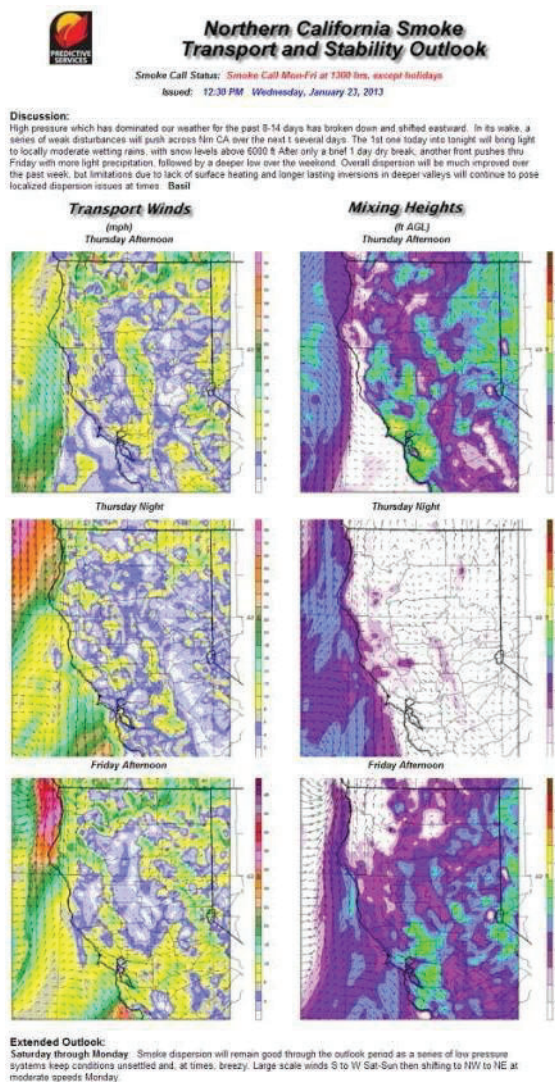 PREDICTIVE
SERVICES
Northern California Smoke
Transport and Stability Outlook
Smoke Call Status: Smoke Call Mon-Fri at 1300 hrs, except holidays
Issued: 12:30 PM Wednesday, January 23, 2013
Discussion:
High pressure which has dominated our weather for the past 8-14 days has broken down and shifted eastward. In its wake, a
series of weak disturbances will push across Nrn CA over the next t several days. The 1st one today into tonight will bring light
to locally moderate wetting rains, with snow levels above 6000 ft After only a brief 1 day dry break, another front pushes thru
Friday with more light precipitation, followed by a deeper low over the weekend. Overall dispersion will be much improved over
the past week, but limitations due to lack of surface heating and longer lasting inversions in deeper valleys will continue to pose
localized dispersion issues at times. Basil
Transport Winds
(mph)
Thursday Afternoon
Mixing Heights
(ft AGL)
Thursday Afternoon
Thursday Night
Thursday Night
Friday Afternoon
Friday Afternoon
Extended Outlook:
Saturday through Monday Smoke dispersion will remain good through the outlook period as a series of low pressure
systems keep conditions unsettled and, at times, breezy. Large scale winds S to W Sat-Sun then shifting to NW to NE at
moderate speeds Monday.